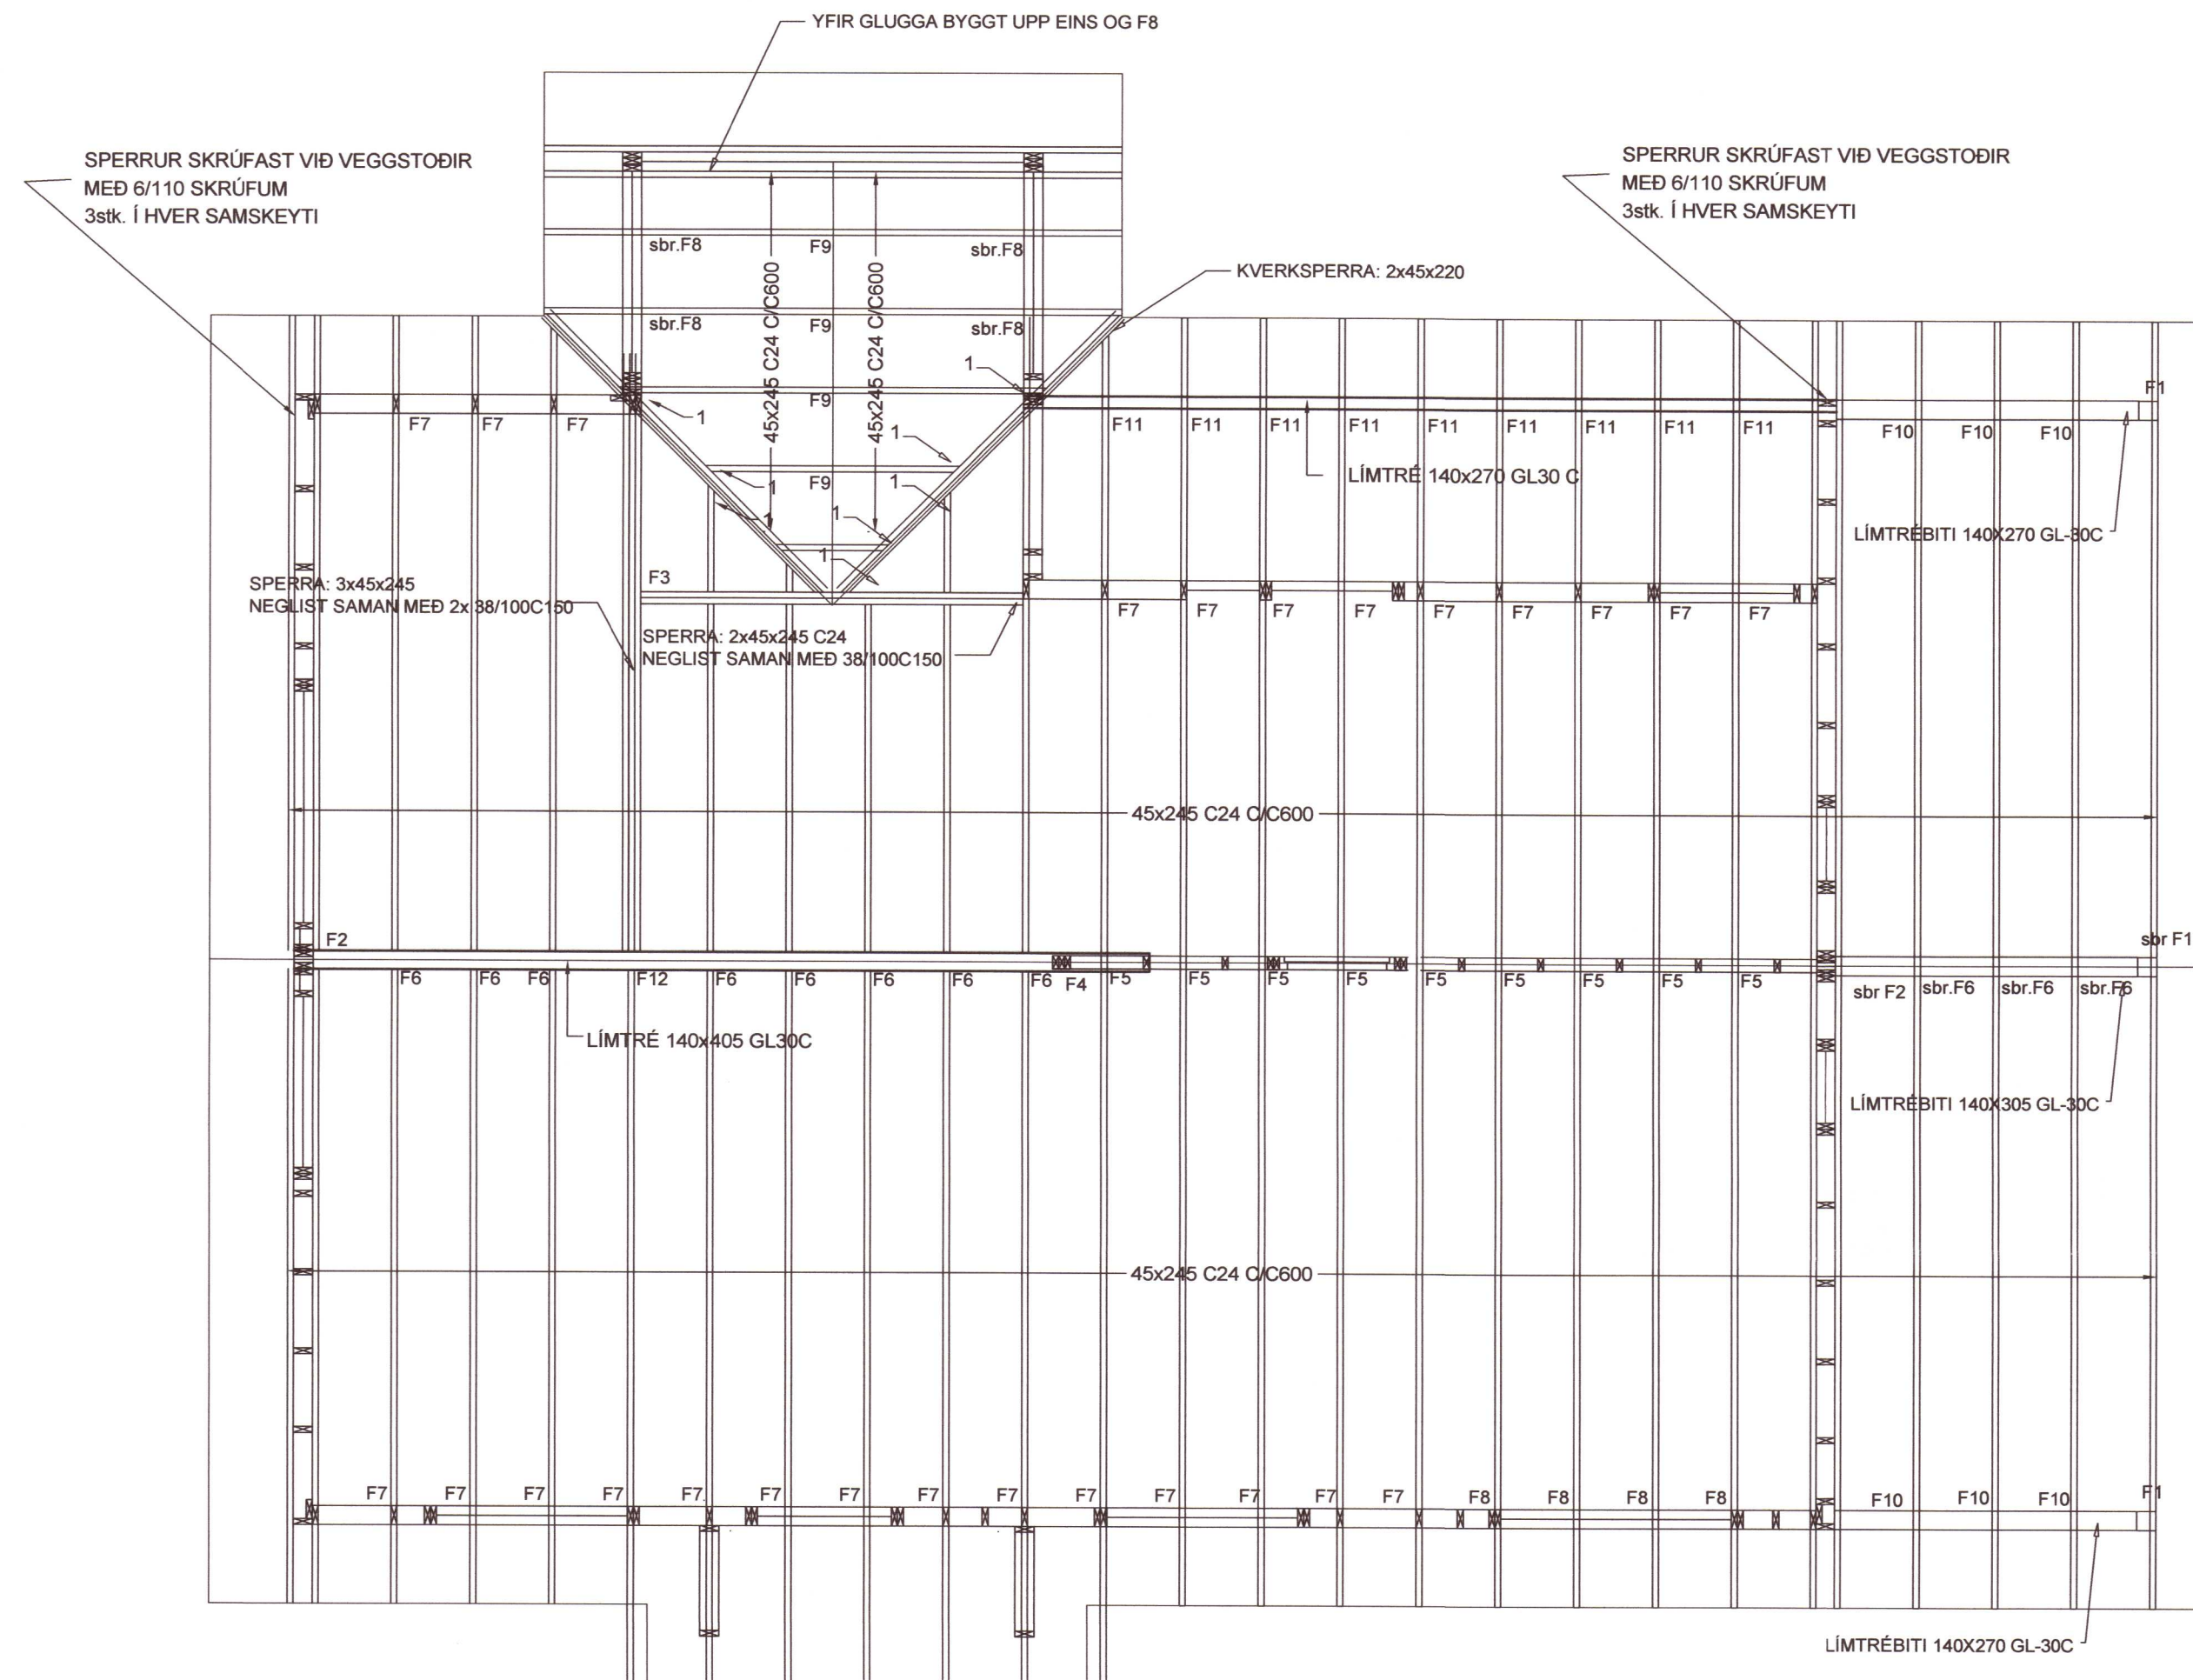 YFIR GLUGGA BYGGT UPP EINS OG F8
SPERRUR SKRÚFAST VIÐ VEGGSTOÐIR
MEÐ 6/110 SKRÚFUM
3stk. Í HVER SAMSKEYTI
SPERRUR SKRÚFAST VIÐ VEGGSTOÐIR
MEÐ 6/110 SKRÚFUM
3stk. Í HVER SAMSKEYTI
sbr.F8 F9 sbr.F8
KVERKSPERRA: 2x45x220
45x245 C24 C/C600
45x245 C24 C/C600
sbr.F8 F9 sbr.F8
1
F1
F9
1
F7 F7 F7
F11 F11 F11 F11 F11 F11 F11 F11 F11
F10 F10 F10
1
LÍMTRÉ 140x270 GL30 C
1 F9 1
1 1
LÍMTRÉBITI 140X270 GL-30C
1
SPERRA: 3x45x245
NEGLIST SAMAN MEÐ 2x 38/100C150
F3
F7 F7 F7 F7 F7 F7 F7 F7 F7
SPERRA: 2x45x245 C24
NEGLIST SAMAN MEÐ 38/100C150
45x245 C24 C/C600
F2
sbr F1
F6 F6 F6 F12 F6 F6 F6 F6 F6 F4 F5 F5 F5 F5 F5 F5 F5 F5 F5
sbr F2 sbr.F6 sbr.F6 sbr.F6
LÍMTRÉ 140x405 GL30C
LÍMTRÉBITI 140X305 GL-30C
45x245 C24 C/C600
F7 F7 F7 F7 F7 F7 F7 F7 F7 F7 F7 F7 F7 F7 F8 F8 F8 F8
F10 F10 F10 F1
LÍMTRÉBITI 140X270 GL-30C